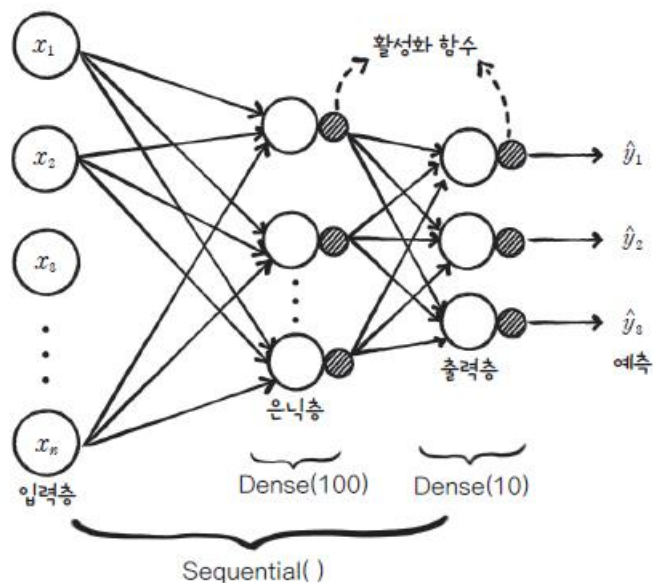 x₁
활성화 함수
x₂
ŷ₁
x₃
ŷ₂
ŷ₃
은닉층
출력층
예측
xₙ
입력층
Dense(100)
Dense(10)
Sequential( )